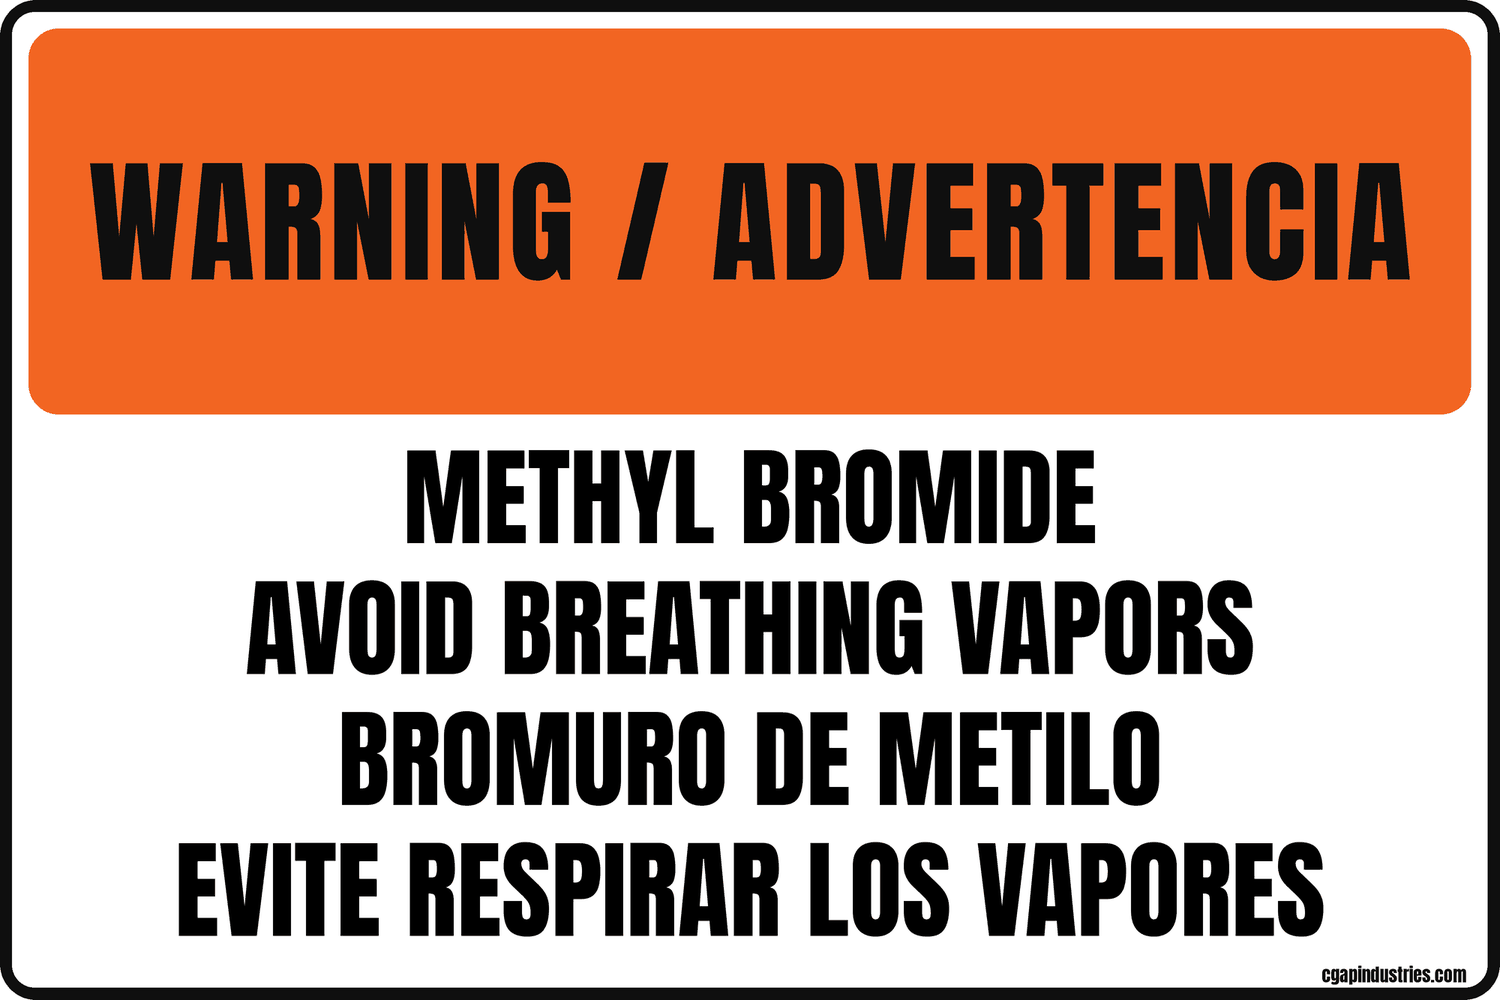 WARNING / ADVERTENCIA
METHYL BROMIDE
AVOID BREATHING VAPORS
BROMURO DE METILO
EVITE RESPIRAR LOS VAPORES
cgapindustries.com